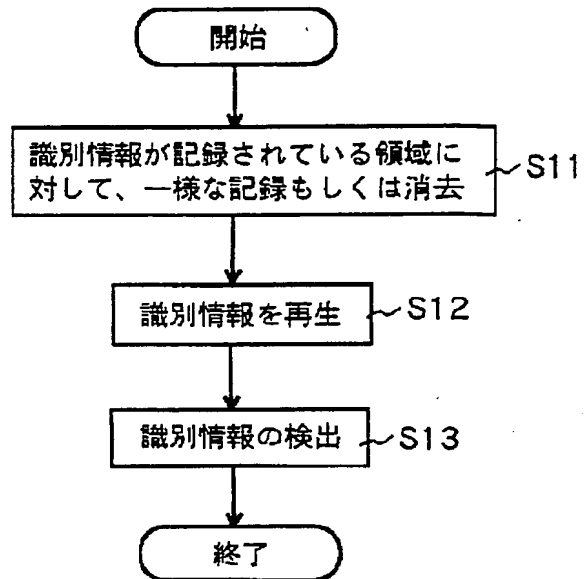 開始
識別情報が記録されている領域に
対して、一様な記録もしくは消去
S11
識別情報を再生
S12
識別情報の検出
S13
終了